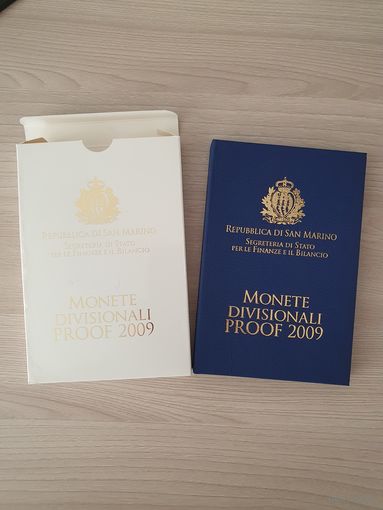 REPUBBLICA DI SAN MARINO
SEGRETERIA DI STATO
PER LE FINANZE E IL BILANCIO
MONETE
DIVISIONALI
PROOF 2009
REPUBBLICA DI SAN MARINO
SEGRETERIA DI STATO
PER LE FINANZE E IL BILANCIO
MONETE
DIVISIONALI
PROOF 2009